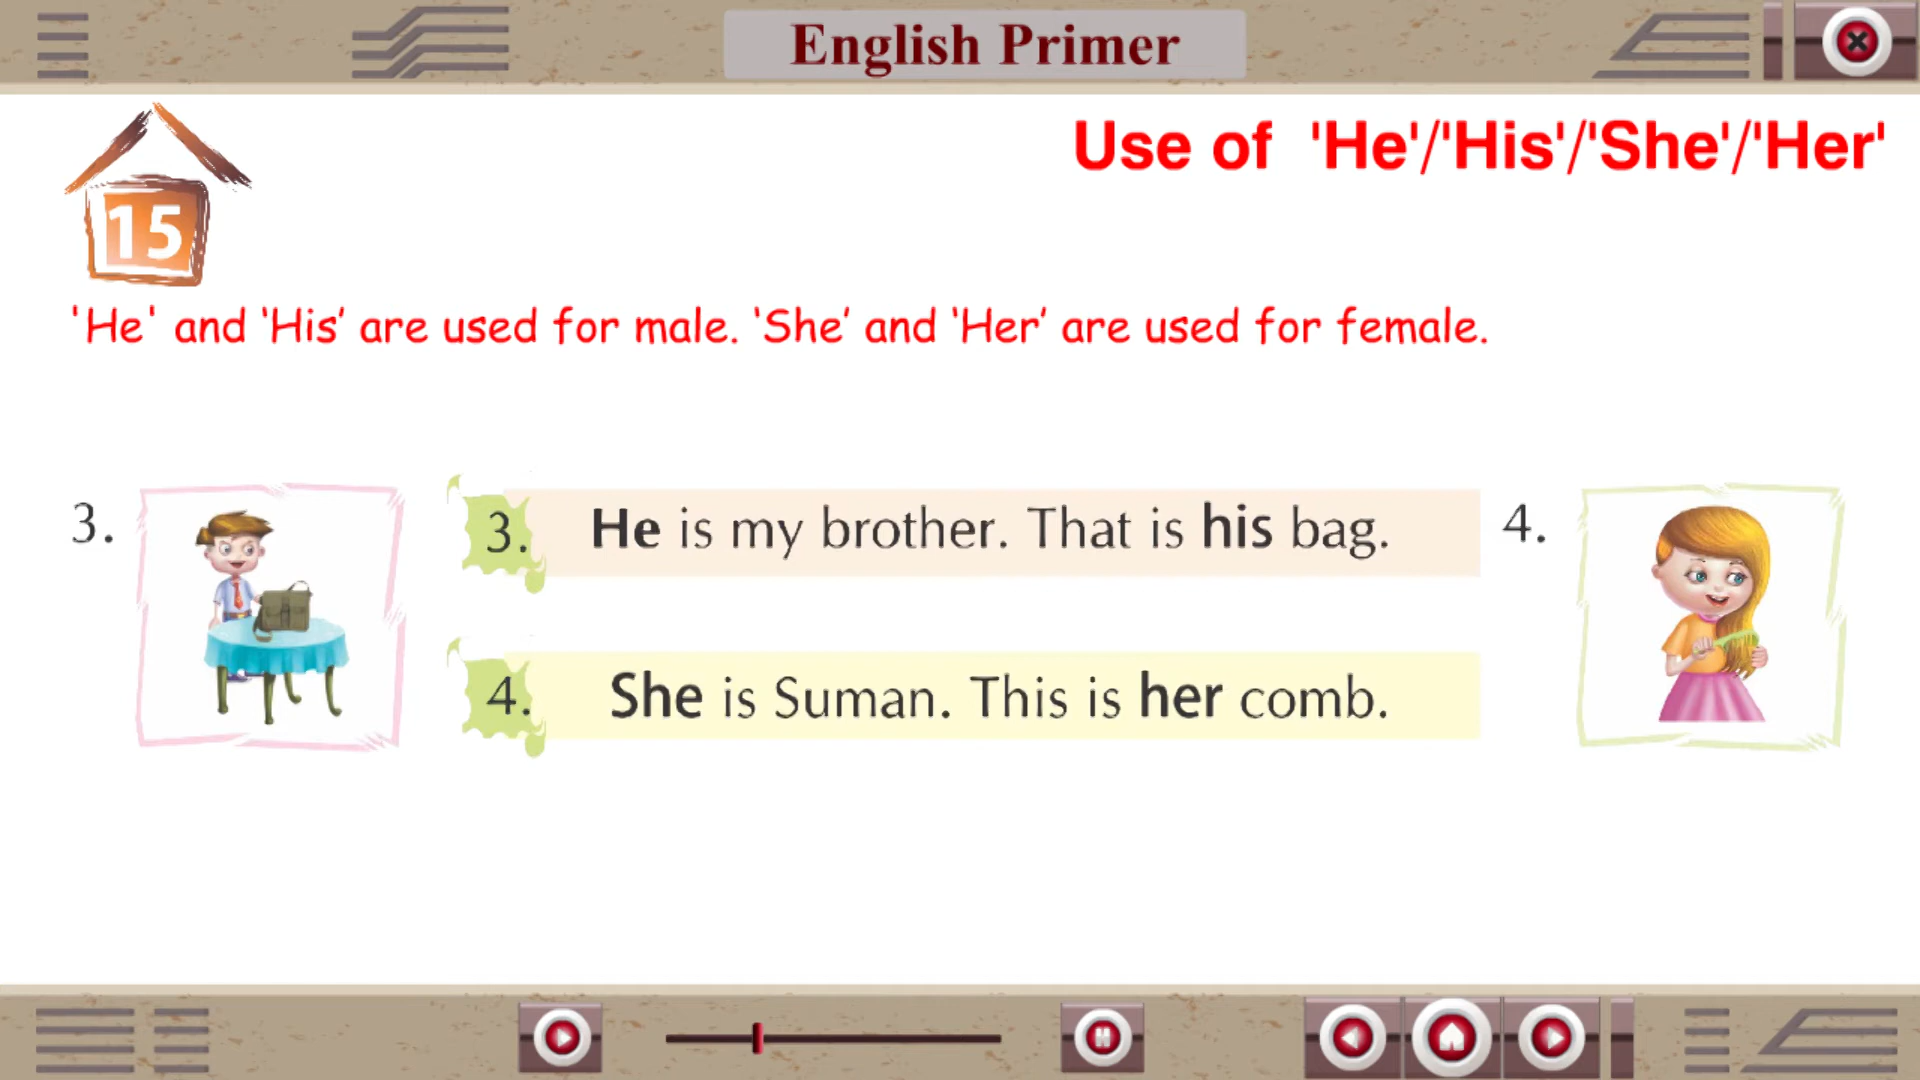 English Primer
Use of 'He'/'His'/'She'/'Her'
15
'He' and ‘His’ are used for male. ‘She’ and ‘Her’ are used for female.
3.
3. He is my brother. That is his bag.
4.
4. She is Suman. This is her comb.